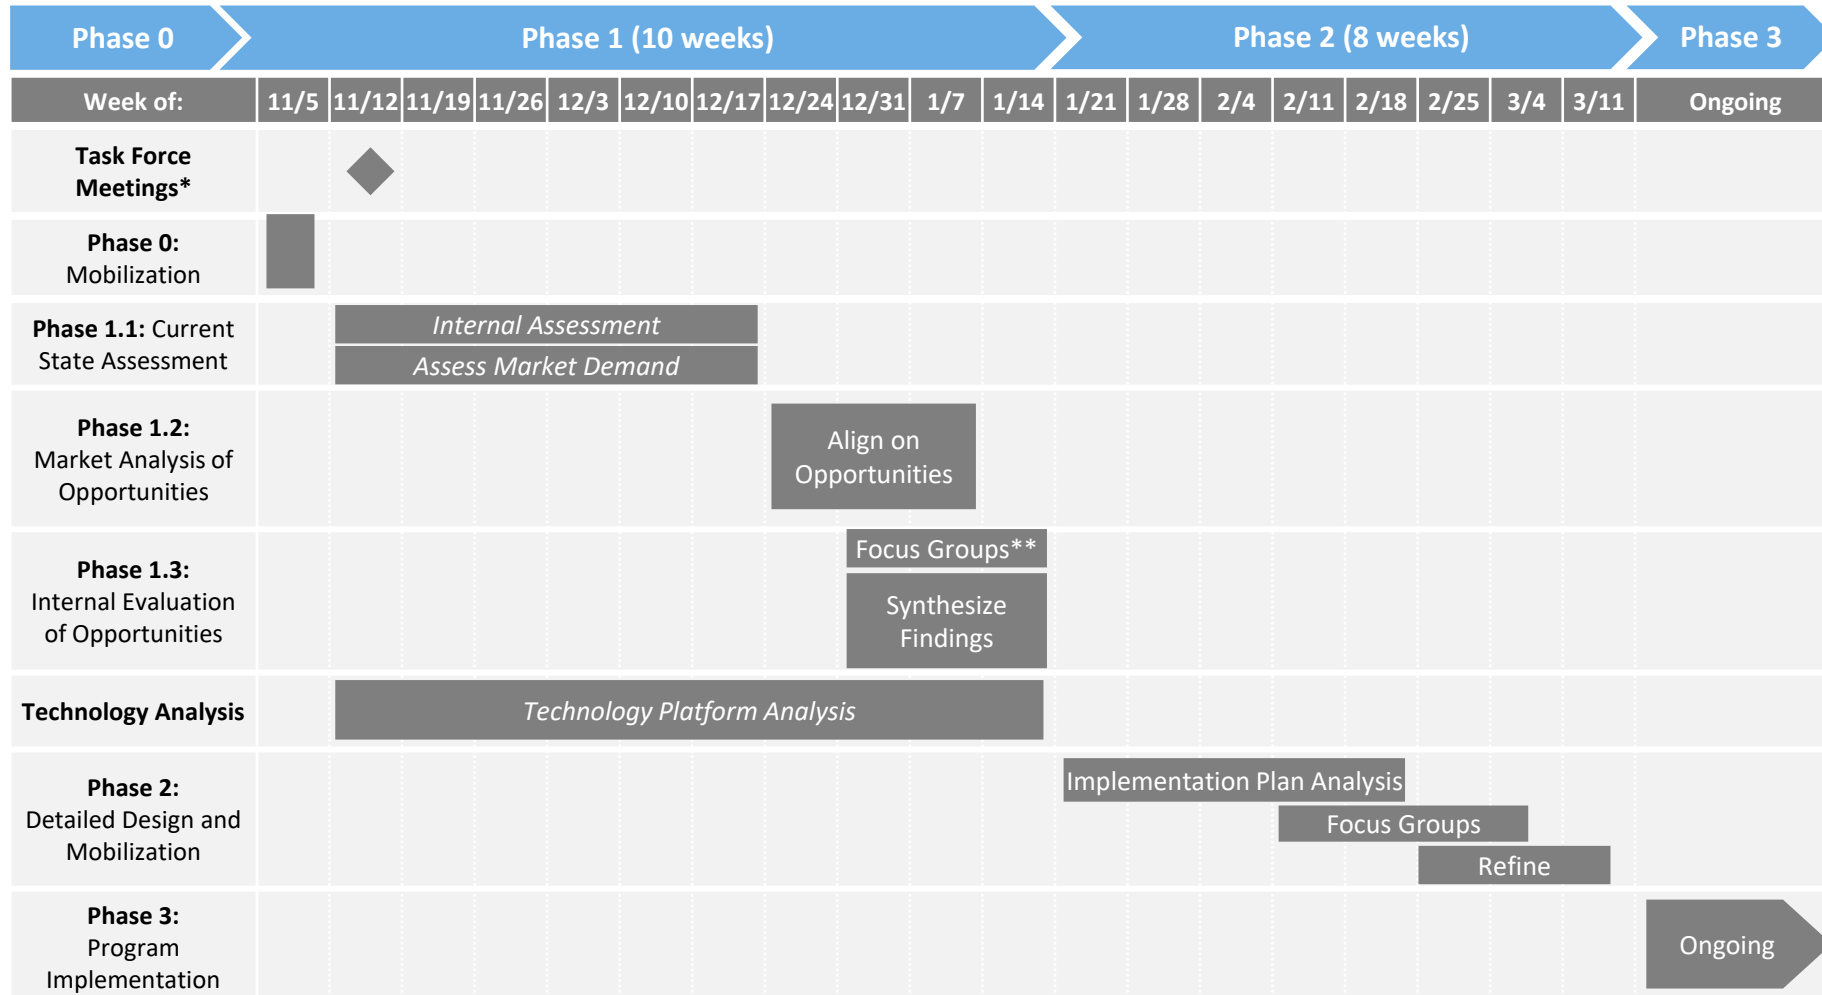 Phase 0
Phase 1 (10 weeks)
Phase 2 (8 weeks)
Phase 3
Week of: 11/5 11/12 11/19 11/26 12/3 12/10 12/17 12/24 12/31 1/7 1/14 1/21 1/28 2/4 2/11 2/18 2/25 3/4 3/11 Ongoing
Task Force
Meetings*
Phase 0:
Mobilization
Phase 1.1: Current
State Assessment
Internal Assessment
Assess Market Demand
Phase 1.2:
Market Analysis of
Opportunities
Align on
Opportunities
Phase 1.3:
Internal Evaluation
of Opportunities
Focus Groups**
Synthesize
Findings
Technology Analysis
Technology Platform Analysis
Phase 2:
Detailed Design and
Mobilization
Implementation Plan Analysis
Focus Groups
Refine
Phase 3:
Program
Implementation
Ongoing